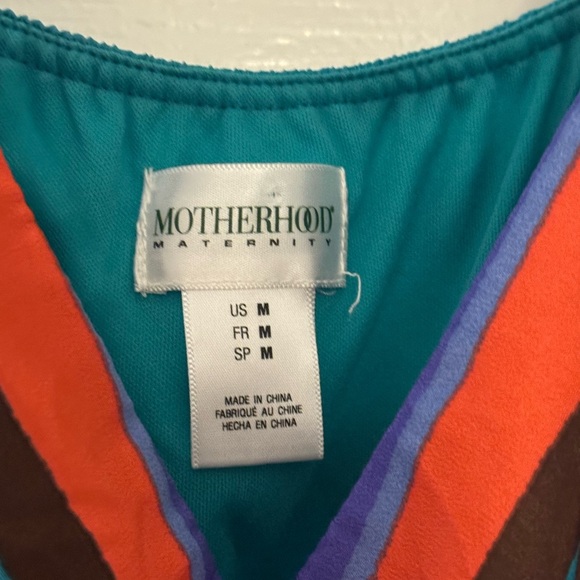 MOTHERHOOD®
MATERNITY
US M
FR M
SP M
MADE IN CHINA
FABRIQUÉ AU CHINE
HECHA EN CHINA